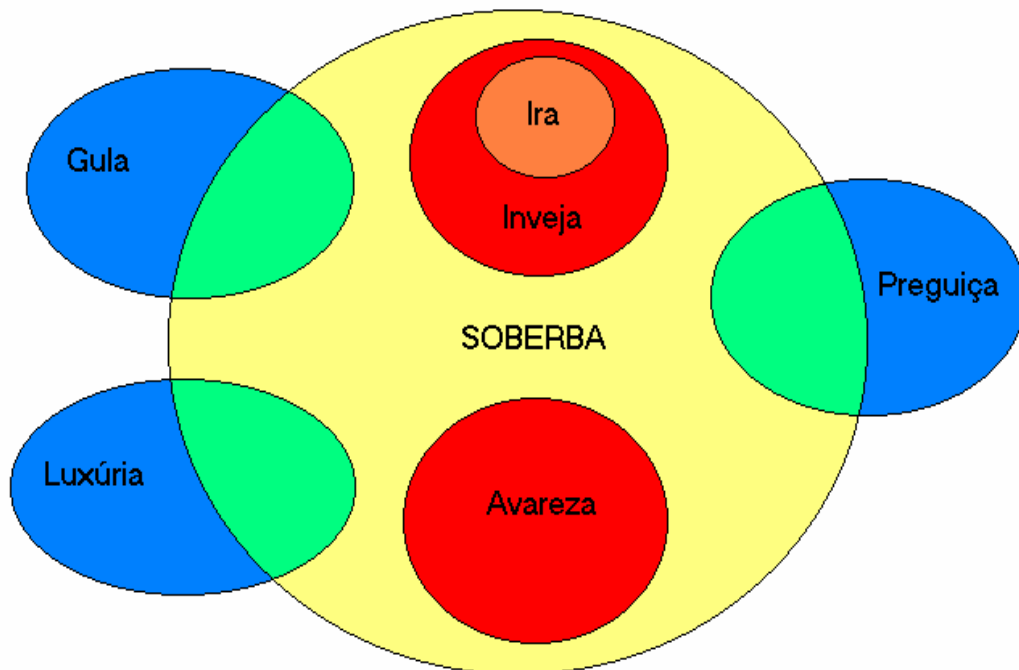 Ira
Gula
Inveja
Preguiça
SOBERBA
Luxúria
Avareza